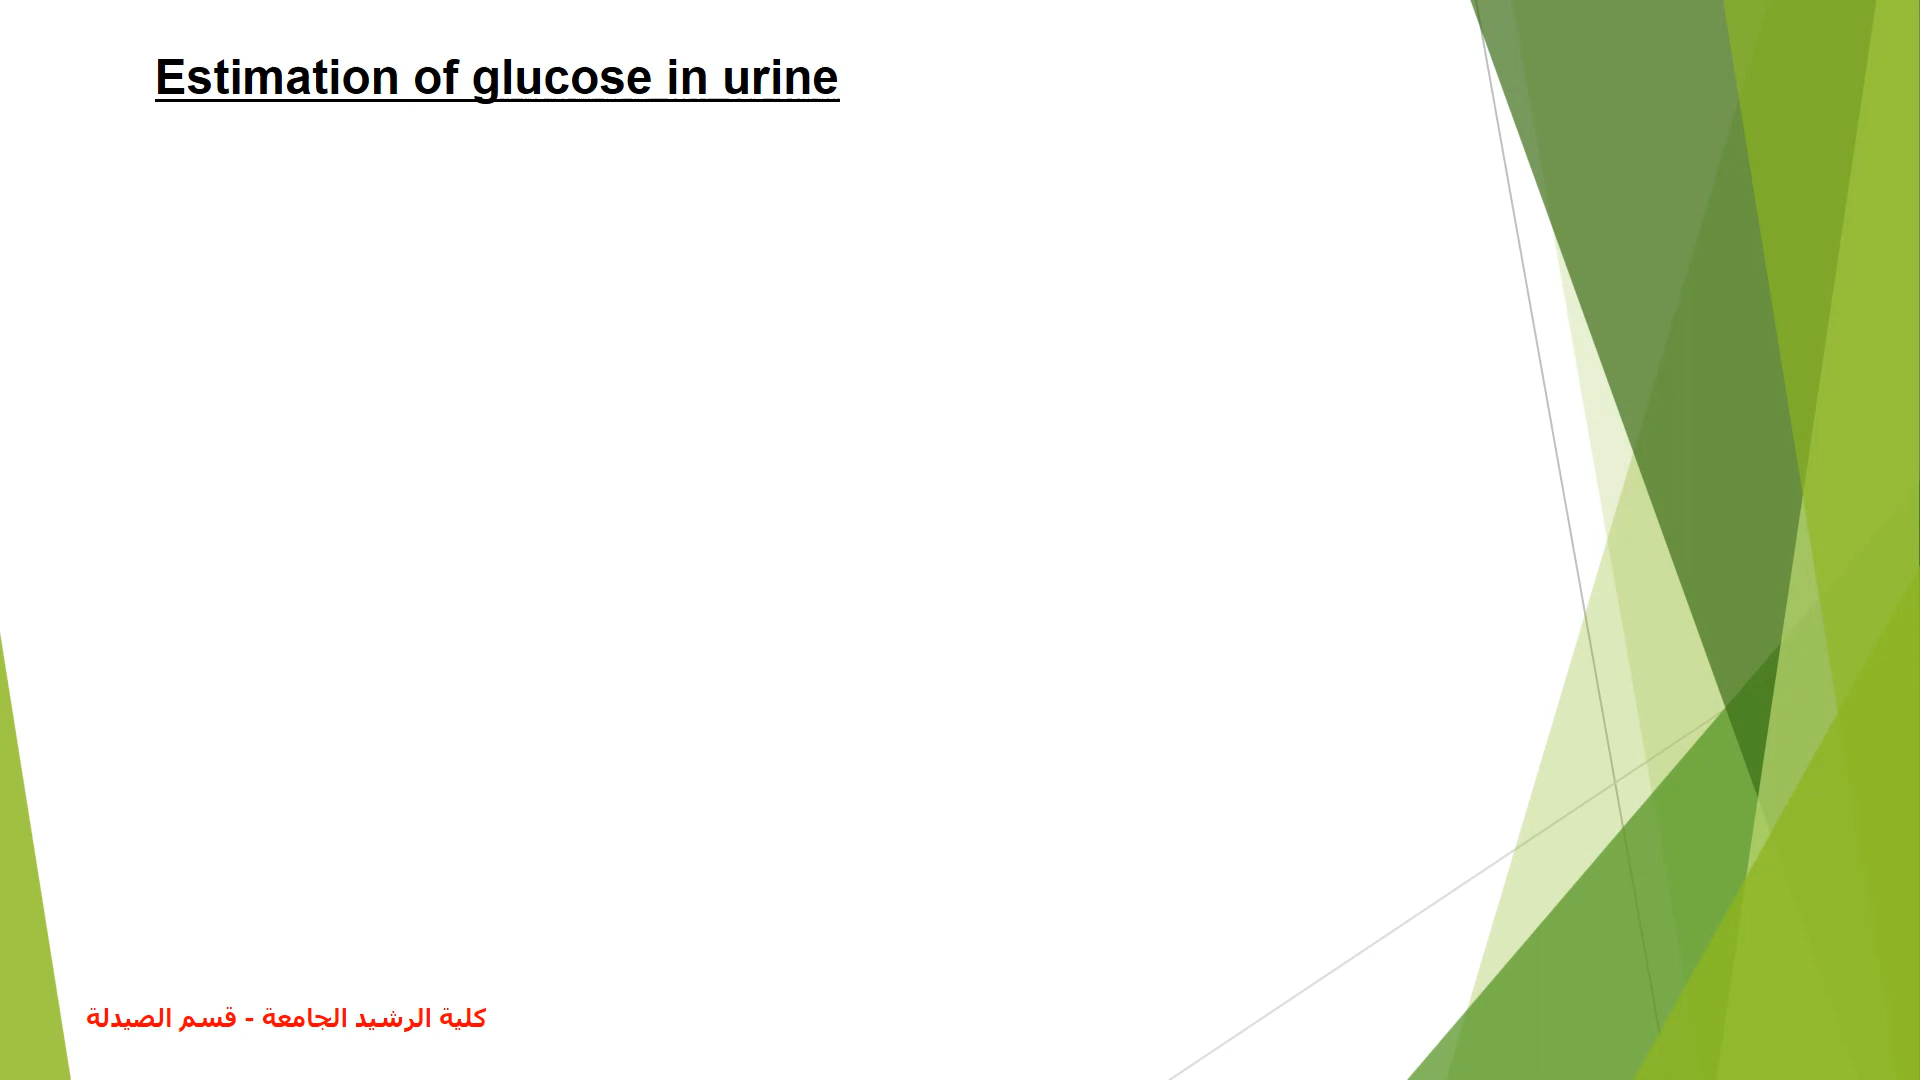 Estimation of glucose in urine
كلية الرشيد الجامعة - قسم الصيدلة